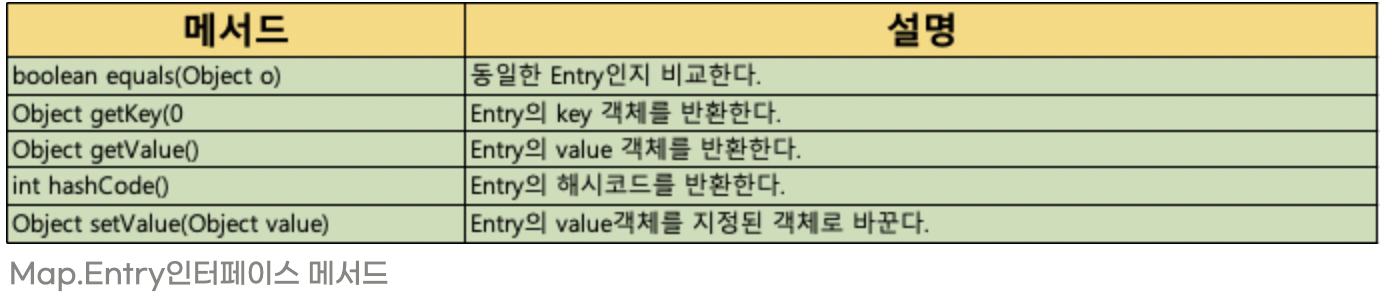 메서드 설명
boolean equals(Object o) 동일한 Entry인지 비교한다.
Object getKey(0 Entry의 key 객체를 반환한다.
Object getValue() Entry의 value 객체를 반환한다.
int hashCode() Entry의 해시코드를 반환한다.
Object setValue(Object value) Entry의 value객체를 지정된 객체로 바꾼다.
Map.Entry인터페이스 메서드